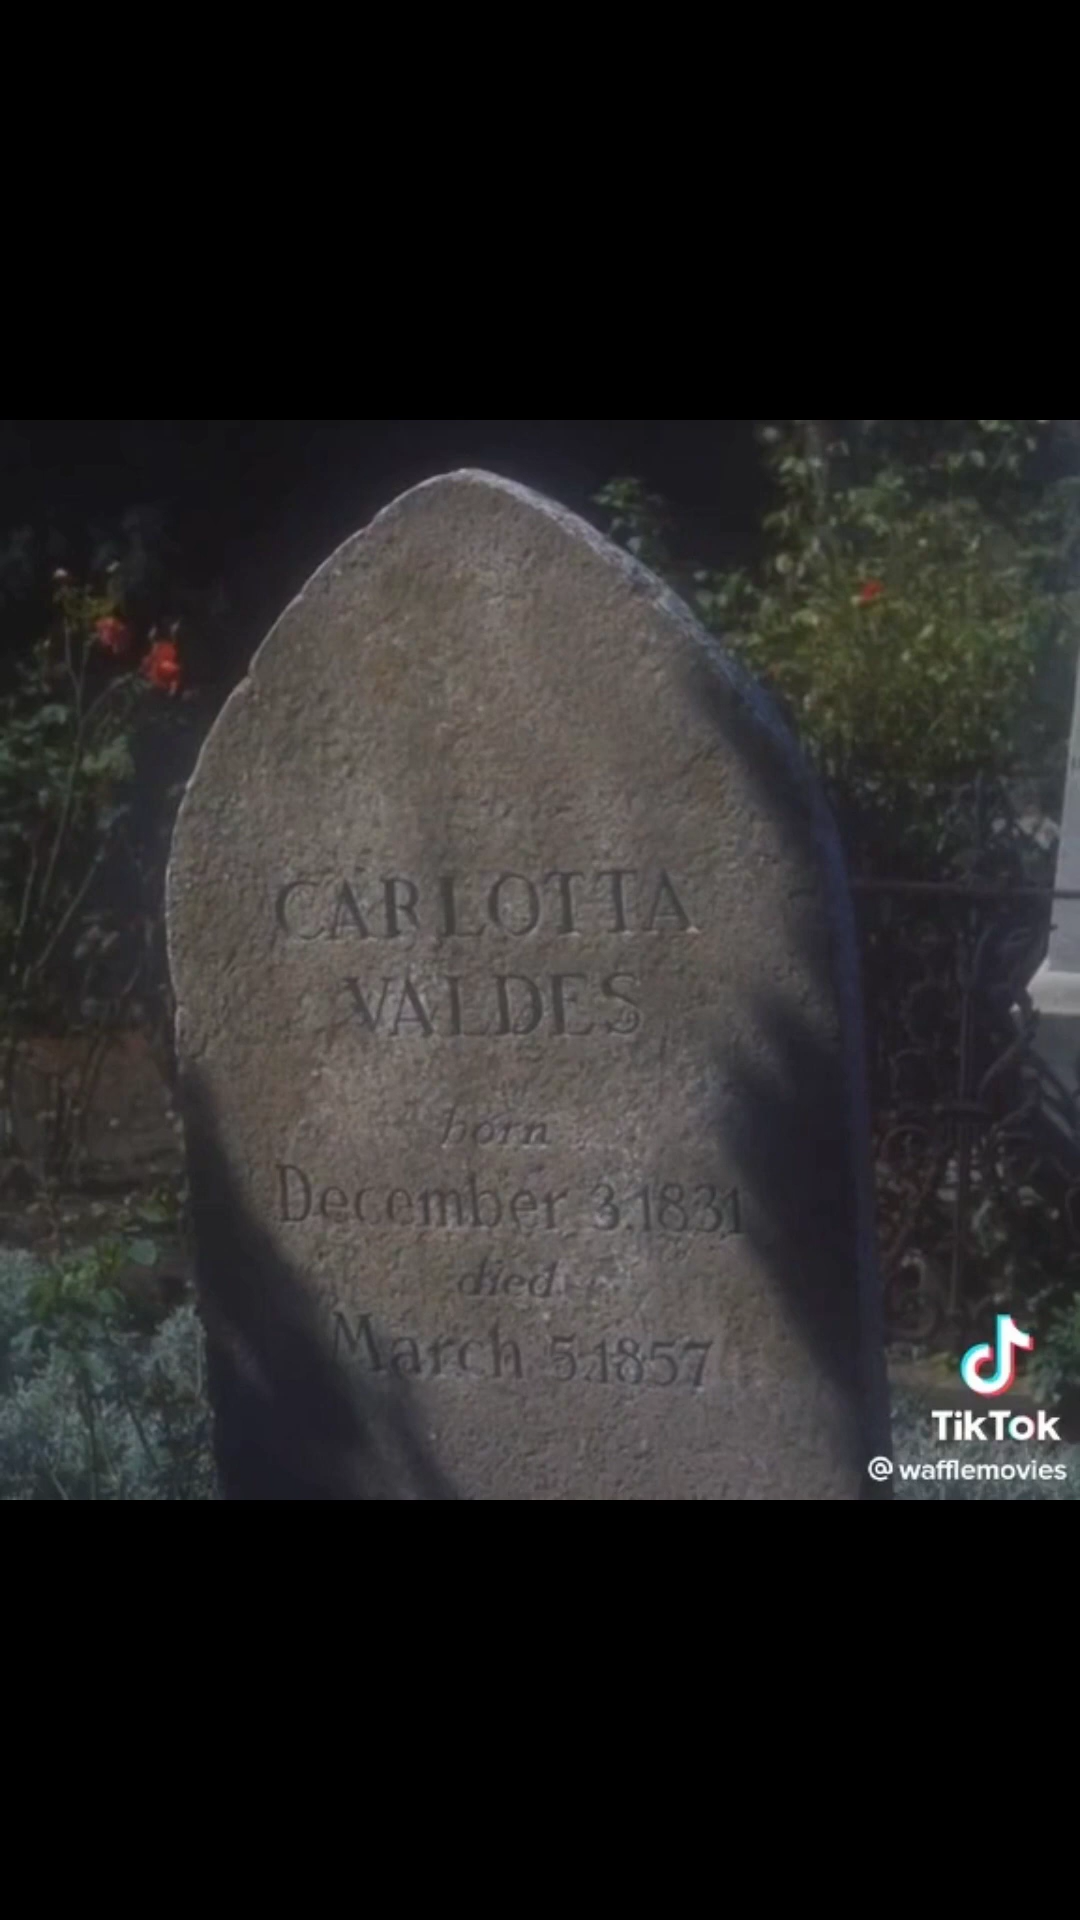 CARLOTTA
VALDES
born
December 3,1831
died
March 5,1857
TikTok
@wafflemovies